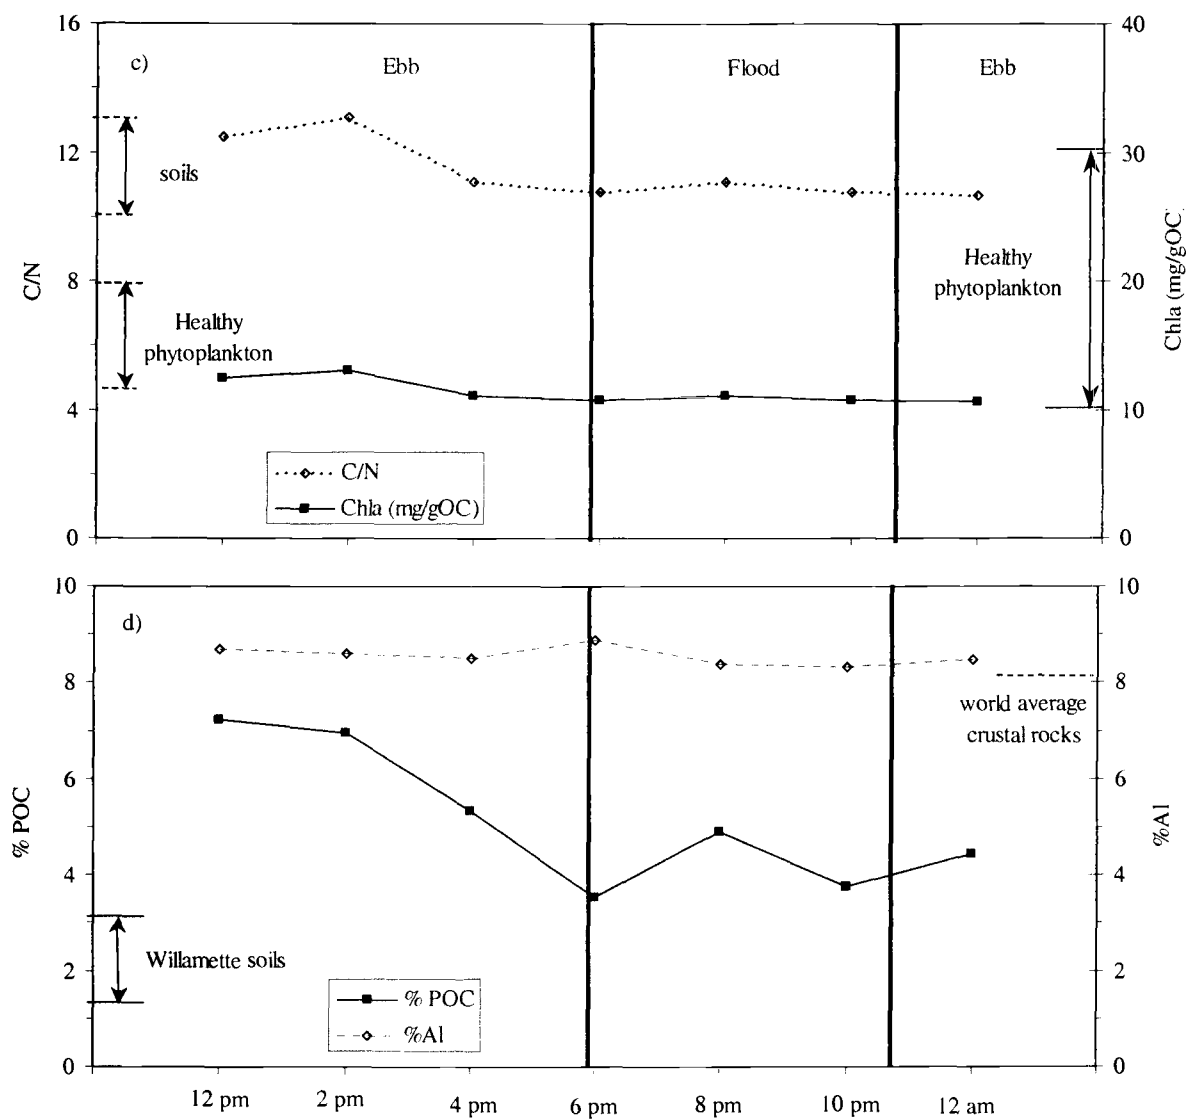 16
40
c)
Ebb
Flood
Ebb
12
30
soils
C/N
Chla (mg/gOC)
8
20
Healthy
phytoplankton
Healthy
phytoplankton
4
10
C/N
Chla (mg/gOC)
0
0
10
10
d)
8
8
world average
crustal rocks
6
6
% POC
%Al
4
4
Willamette soils
2
2
% POC
%Al
0
0
12 pm 2 pm 4 pm 6 pm 8 pm 10 pm 12 am